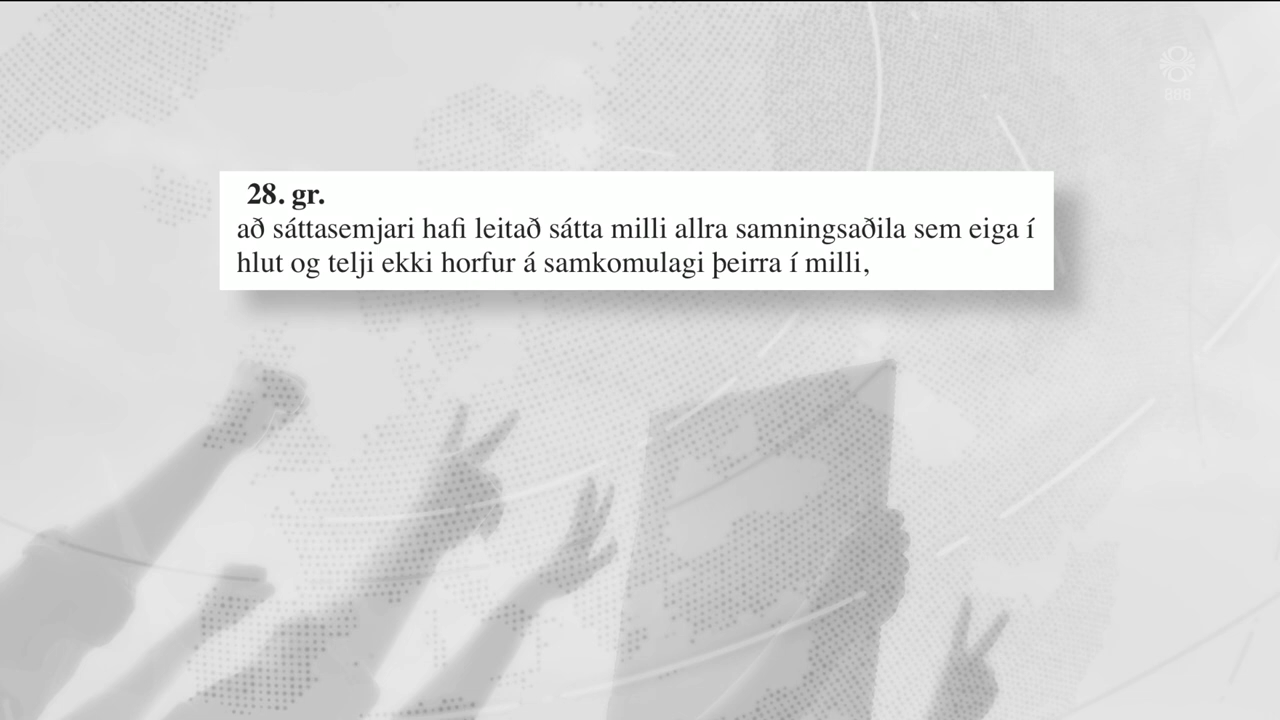 28. gr.
að sáttasemjari hafi leitað sátta milli allra samningsaðila sem eiga í
hlut og telji ekki horfur á samkomulagi þeirra í milli,